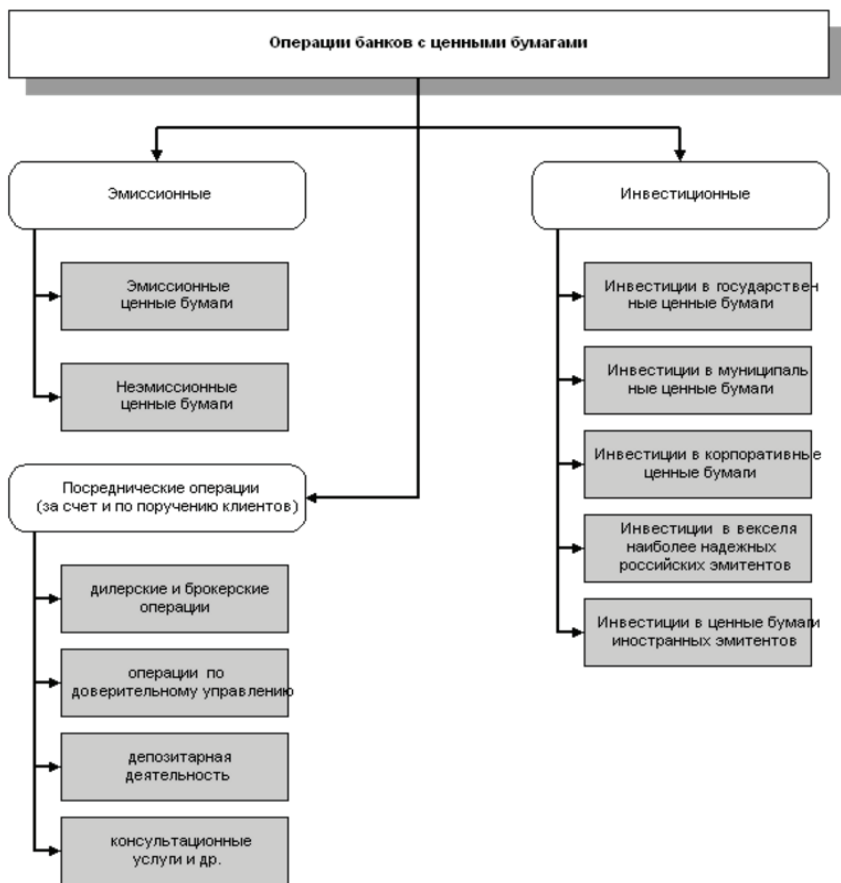 Операции банков с ценными бумагами
Эмиссионные
Эмиссионные
ценные бумаги
Неэмиссионные
ценные бумаги
Посреднические операции
(за счет и по поручению клиентов)
дилерские и брокерские
операции
операции по
доверительному управлению
депозитарная
деятельность
консультационные
услуги и др.
Инвестиционные
Инвестиции в государствен
ные ценные бумаги
Инвестиции в муниципаль
ные ценные бумаги
Инвестиции в корпоративные
ценные бумаги
Инвестиции в векселя
наиболее надежных
российских эмитентов
Инвестиции в ценные бумаги
иностранных эмитентов